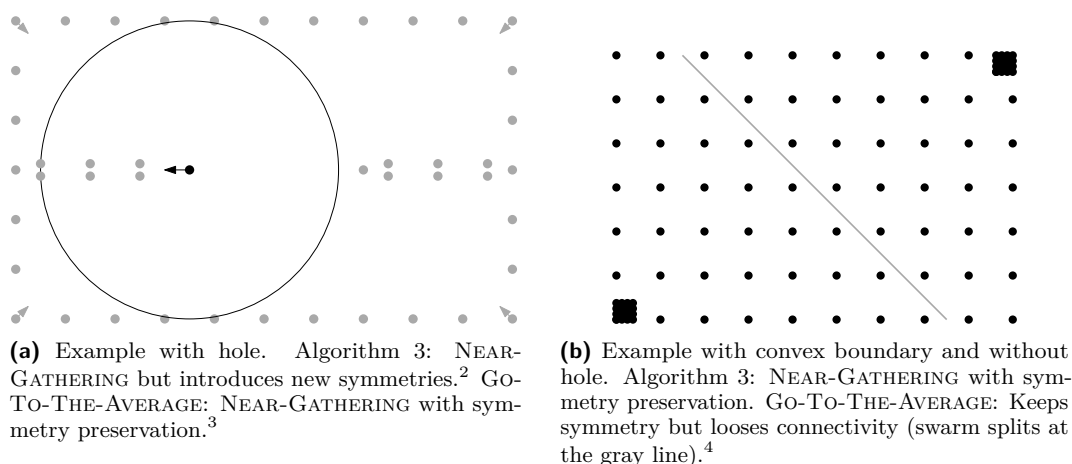 (a) Example with hole. Algorithm 3: NEAR-
GATHERING but introduces new symmetries.2 GO-
TO-THE-AVERAGE: NEAR-GATHERING with sym-
metry preservation.3
(b) Example with convex boundary and without
hole. Algorithm 3: NEAR-GATHERING with sym-
metry preservation. GO-TO-THE-AVERAGE: Keeps
symmetry but looses connectivity (swarm splits at
the gray line).4